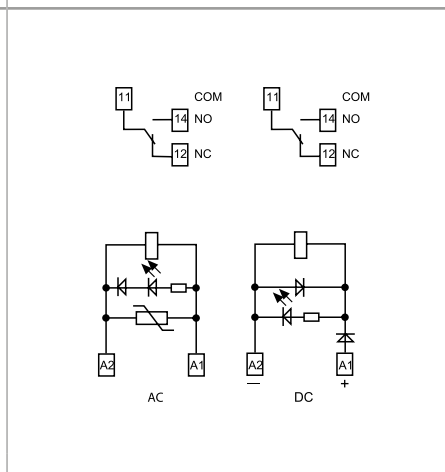 11 COM 11 COM
14 NO 14 NO
12 NC 12 NC
A2 A1 A2 A1
— +
AC DC